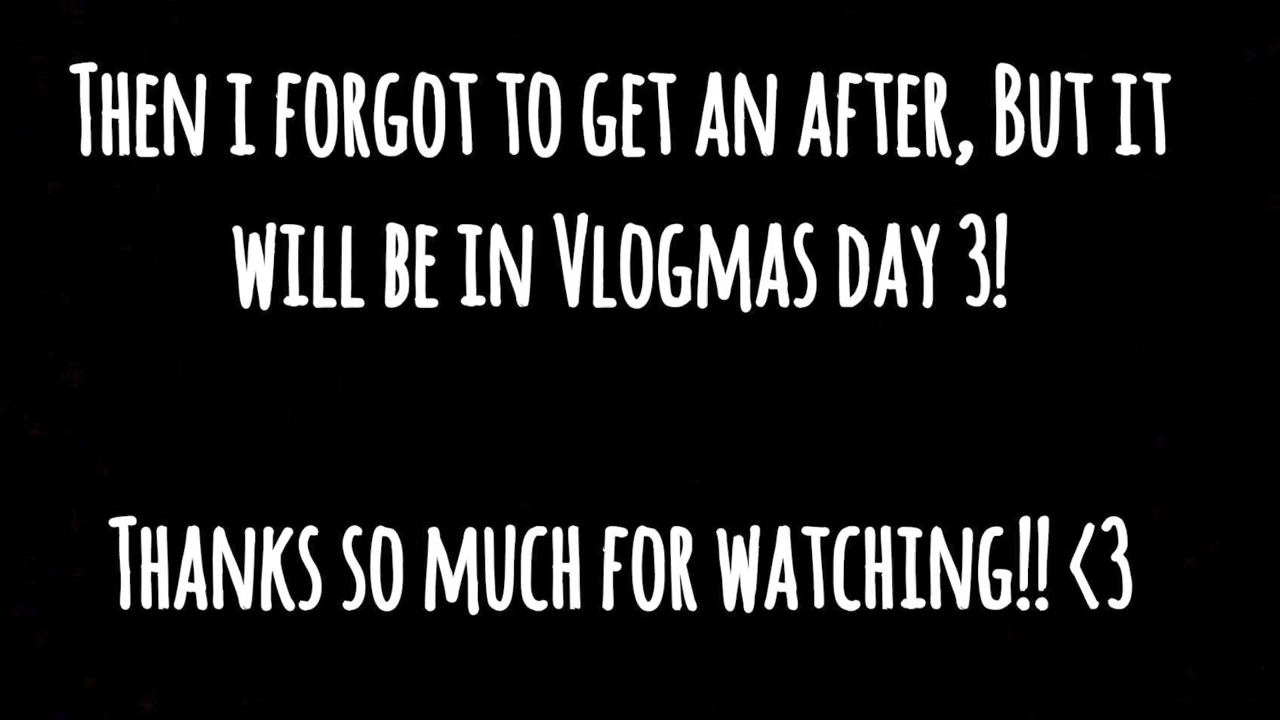 Then i forgot to get an after, But it
will be in Vlogmas day 3!
Thanks so much for watching!! <3